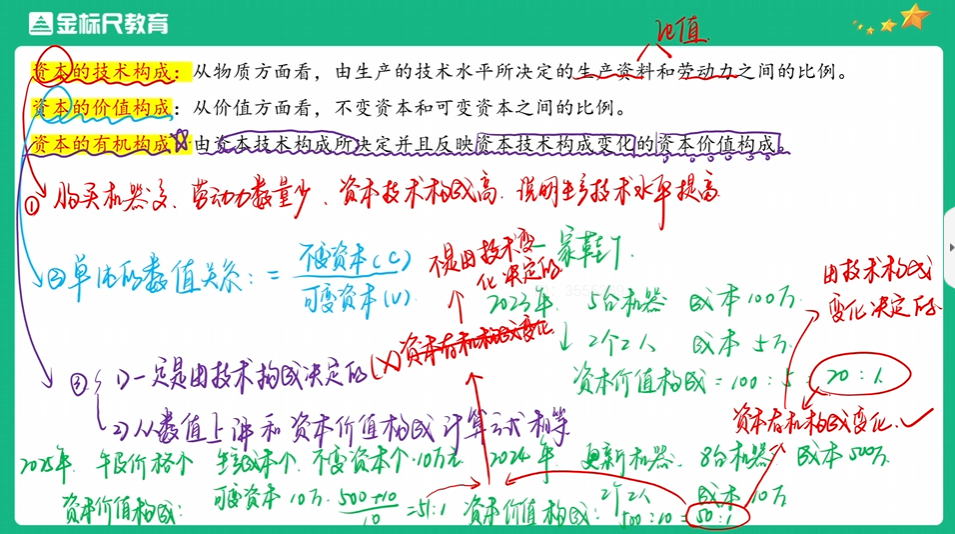 金标尺教育
比值
资本的技术构成：从物质方面看，由生产的技术水平所决定的生产资料和劳动力之间的比例。
资本的价值构成：从价值方面看，不变资本和可变资本之间的比例。
资本的有机构成：由资本技术构成所决定并且反映资本技术构成变化的资本价值构成。
① 购买机器多、劳动力数量少、资本技术构成高、说明生产技术水平提高
②单纯的数值关系：= 不变资本(C)
可变资本(V)
不是由技术变
化决定的
一家鞋厂
2023年 5台机器 成本100万
↓ 2个工人 成本 5万
资本价值构成=100:5 20:1
由技术构成
变化决定的
③ 1)一定是由技术构成决定的
(×)资本有机构成变化
资本有机构成变化 ✓
2)从数值上讲和资本价值构成计算公式相等
2025年 价格个 成本个 不变资本个 10万元
2024年 更新机器 8台机器 成本500万
资本价值构成： 可变资本10万 500+10
10
=51:1
2个工人 成本10万
资本价值构成： 500:10=50:1